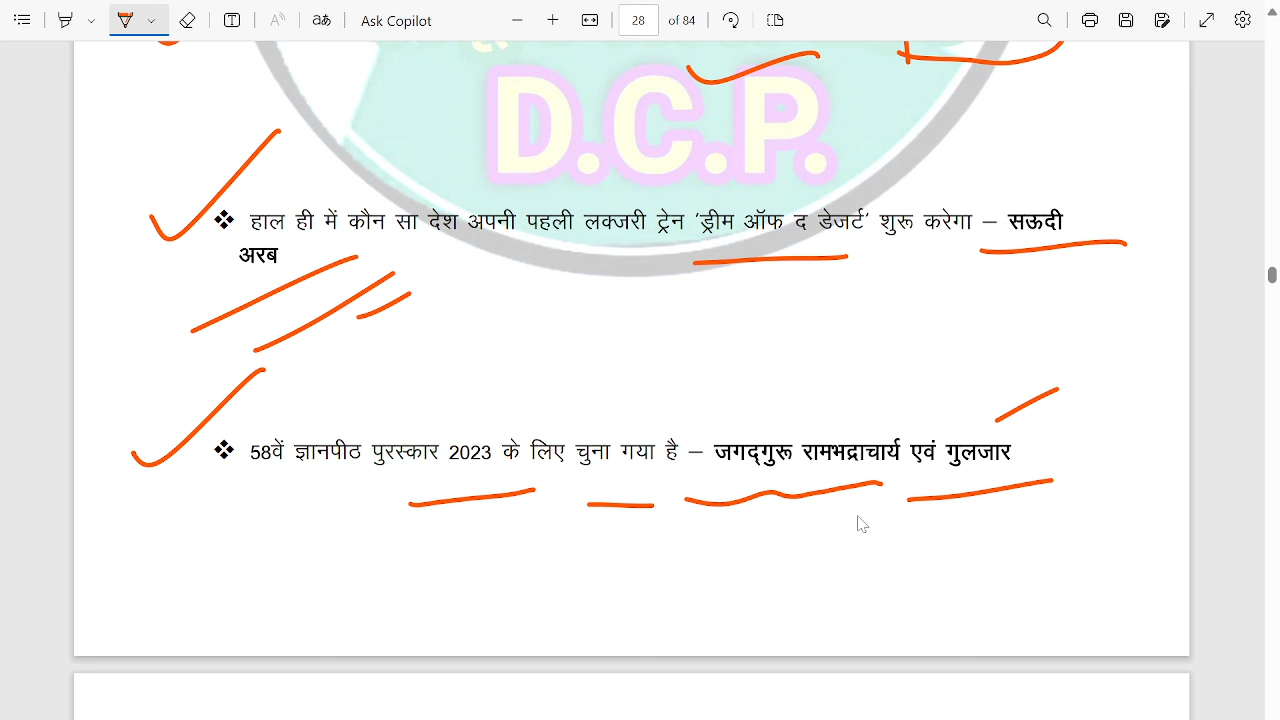 Ask Copilot
28 of 84
D.C.P.
❖ हाल ही में कौन सा देश अपनी पहली लक्जरी ट्रेन 'ड्रीम ऑफ द डेजर्ट' शुरू करेगा – सऊदी
अरब
❖ 58वें ज्ञानपीठ पुरस्कार 2023 के लिए चुना गया है – जगद्गुरू रामभद्राचार्य एवं गुलजार